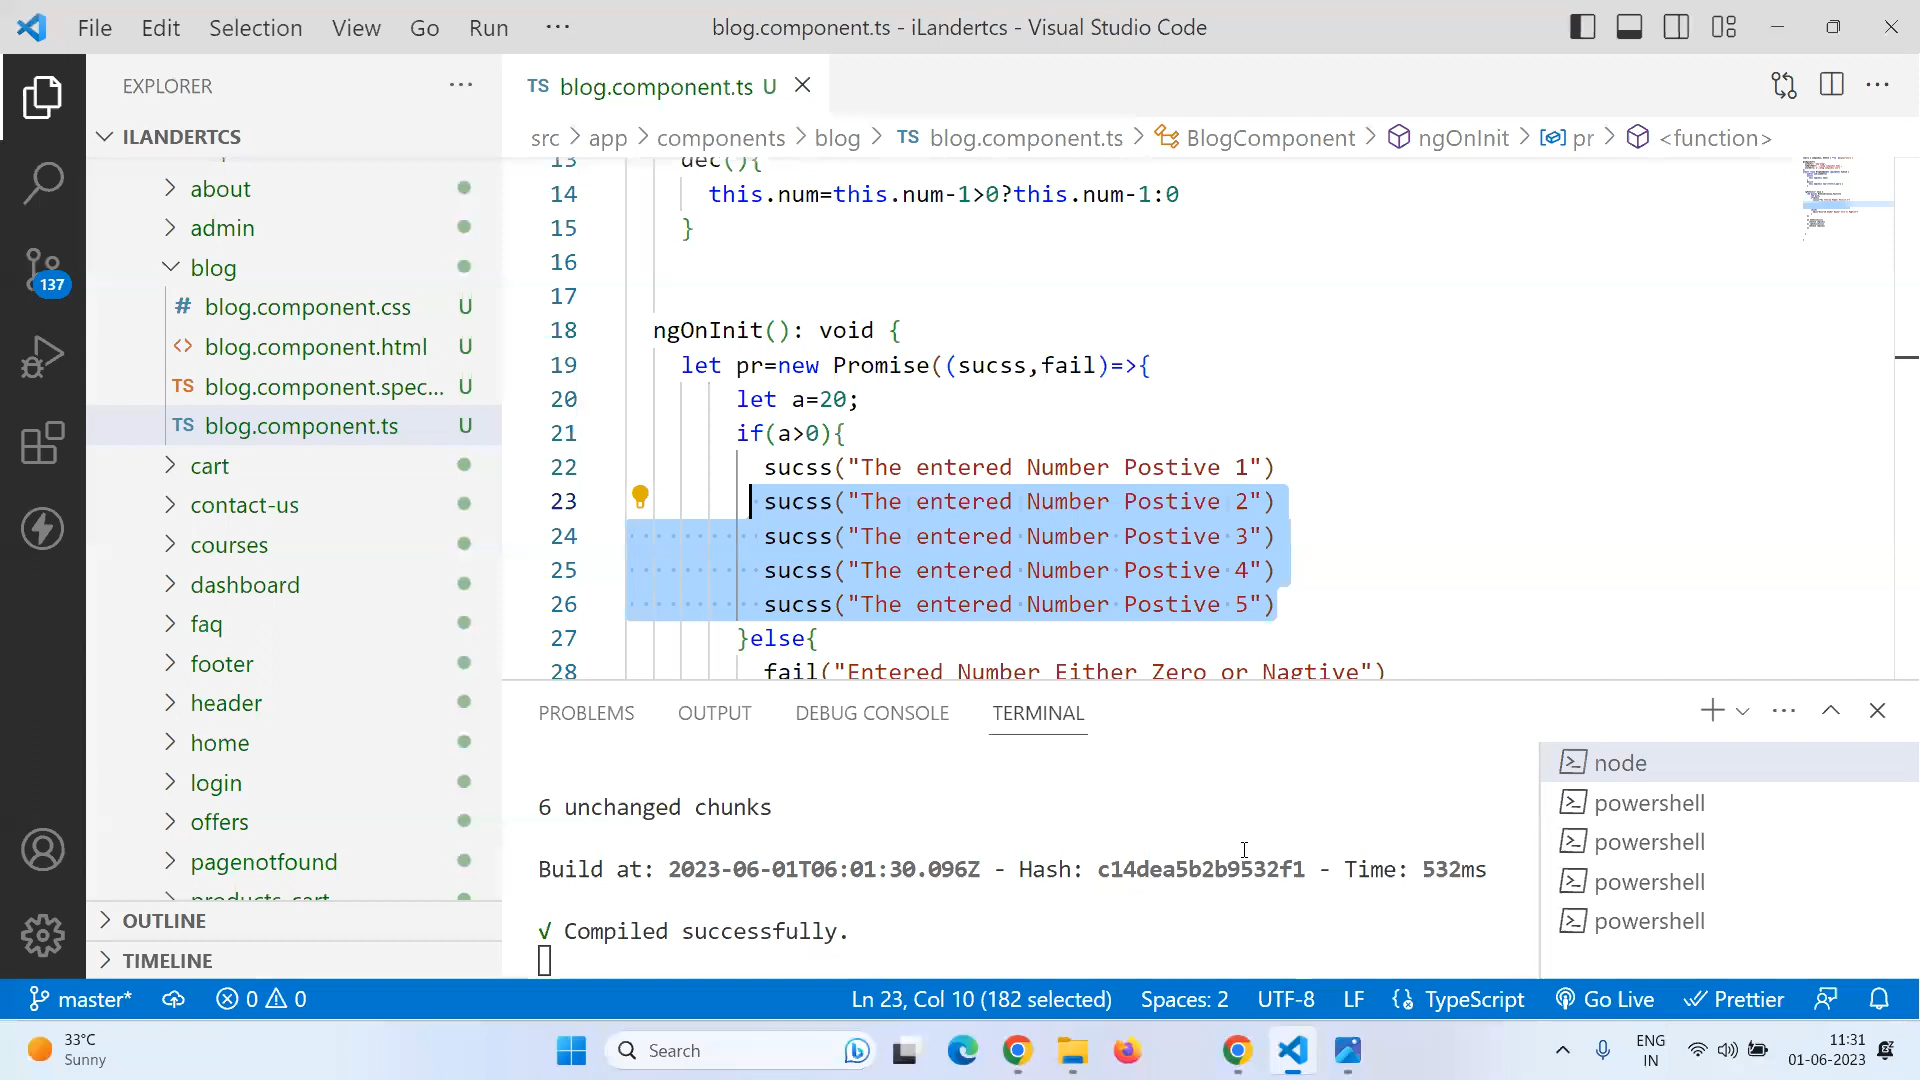 File Edit Selection View Go Run ···
blog.component.ts - iLandertcs - Visual Studio Code
EXPLORER ···
ILANDERTCS
about
admin
blog
# blog.component.css U
<> blog.component.html U
TS blog.component.spec... U
TS blog.component.ts U
cart
contact-us
courses
dashboard
faq
footer
header
home
login
offers
pagenotfound
products-cart
OUTLINE
TIMELINE
137
TS blog.component.ts U
src > app > components > blog > TS blog.component.ts > BlogComponent > ngOnInit > pr > <function>
13 dec(){
14 this.num=this.num-1>0?this.num-1:0
15 }
16
17
18 ngOnInit(): void {
19 let pr=new Promise((sucss,fail)=>{
20 let a=20;
21 if(a>0){
22 sucss("The entered Number Postive 1")
23 sucss("The entered Number Postive 2")
24 sucss("The entered Number Postive 3")
25 sucss("The entered Number Postive 4")
26 sucss("The entered Number Postive 5")
27 }else{
28 fail("Entered Number Either Zero or Nagtive")
PROBLEMS OUTPUT DEBUG CONSOLE TERMINAL
6 unchanged chunks
Build at: 2023-06-01T06:01:30.096Z - Hash: c14dea5b2b9532f1 - Time: 532ms
√ Compiled successfully.
node
powershell
powershell
powershell
powershell
master* 0 0 Ln 23, Col 10 (182 selected) Spaces: 2 UTF-8 LF TypeScript Go Live Prettier
33°C
Sunny
Search
ENG
IN
11:31
01-06-2023